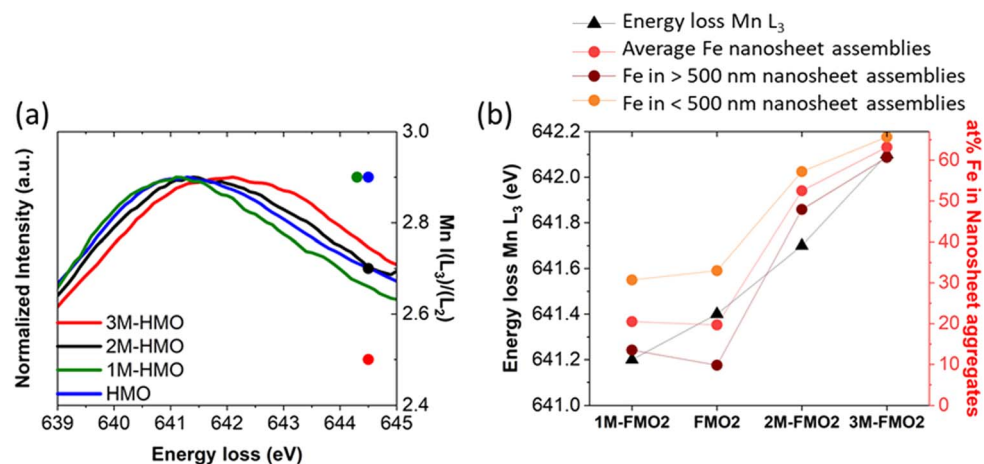 Energy loss Mn L₃
Average Fe nanosheet assemblies
Fe in > 500 nm nanosheet assemblies
Fe in < 500 nm nanosheet assemblies
(a)
Normalized Intensity (a.u.)
3M-HMO
2M-HMO
1M-HMO
HMO
639 640 641 642 643 644 645
Energy loss (eV)
3.0
2.8
2.6
2.4
Mn I(L₃)/(L₂)
(b)
Energy loss Mn L₃ (eV)
642.2
642.0
641.8
641.6
641.4
641.2
641.0
1M-FMO2 FMO2 2M-FMO2 3M-FMO2
60
50
40
30
20
10
0
at% Fe in Nanosheet aggregates